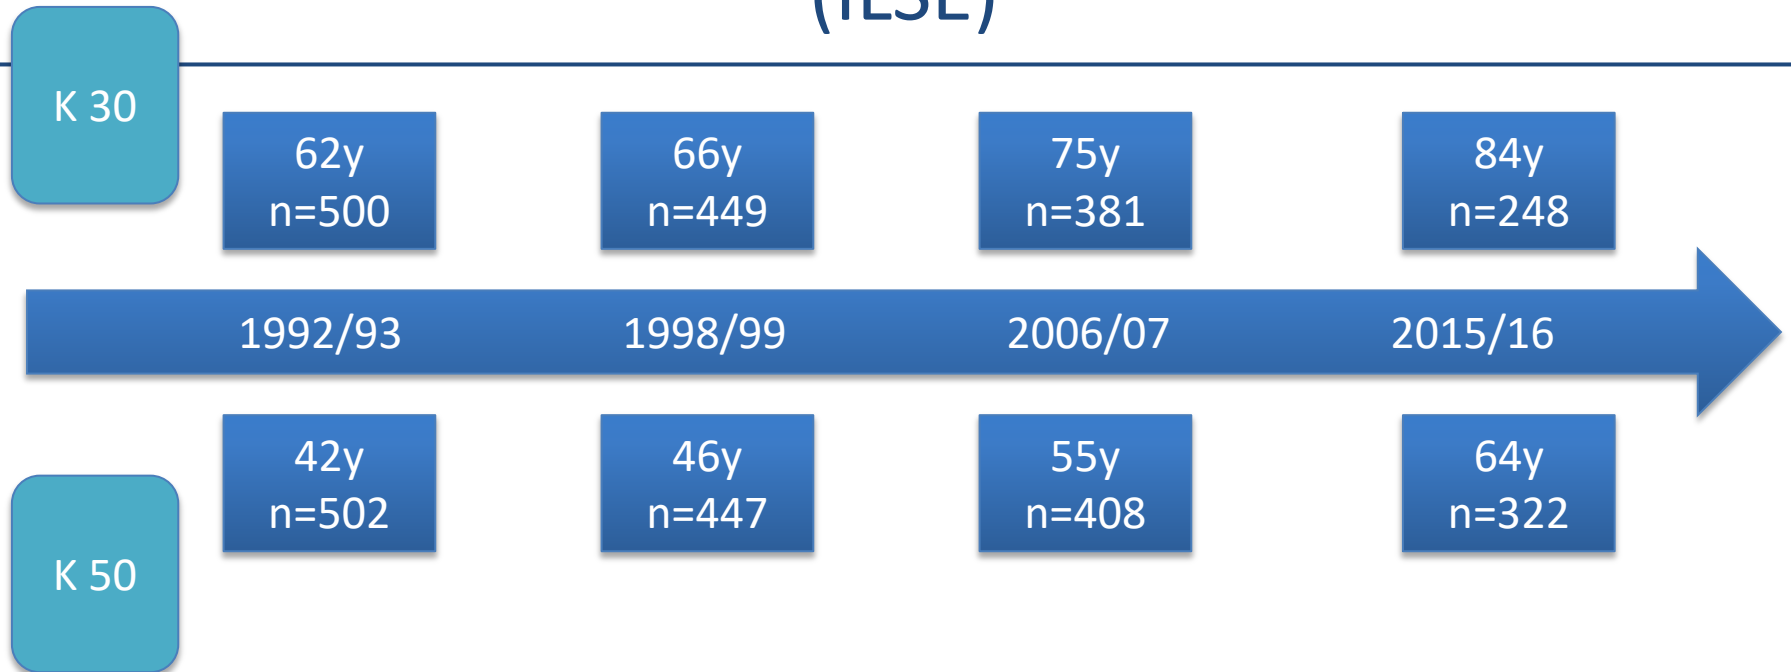 (ILSE)
K 30
62y
n=500
66y
n=449
75y
n=381
84y
n=248
1992/93
1998/99
2006/07
2015/16
42y
n=502
46y
n=447
55y
n=408
64y
n=322
K 50